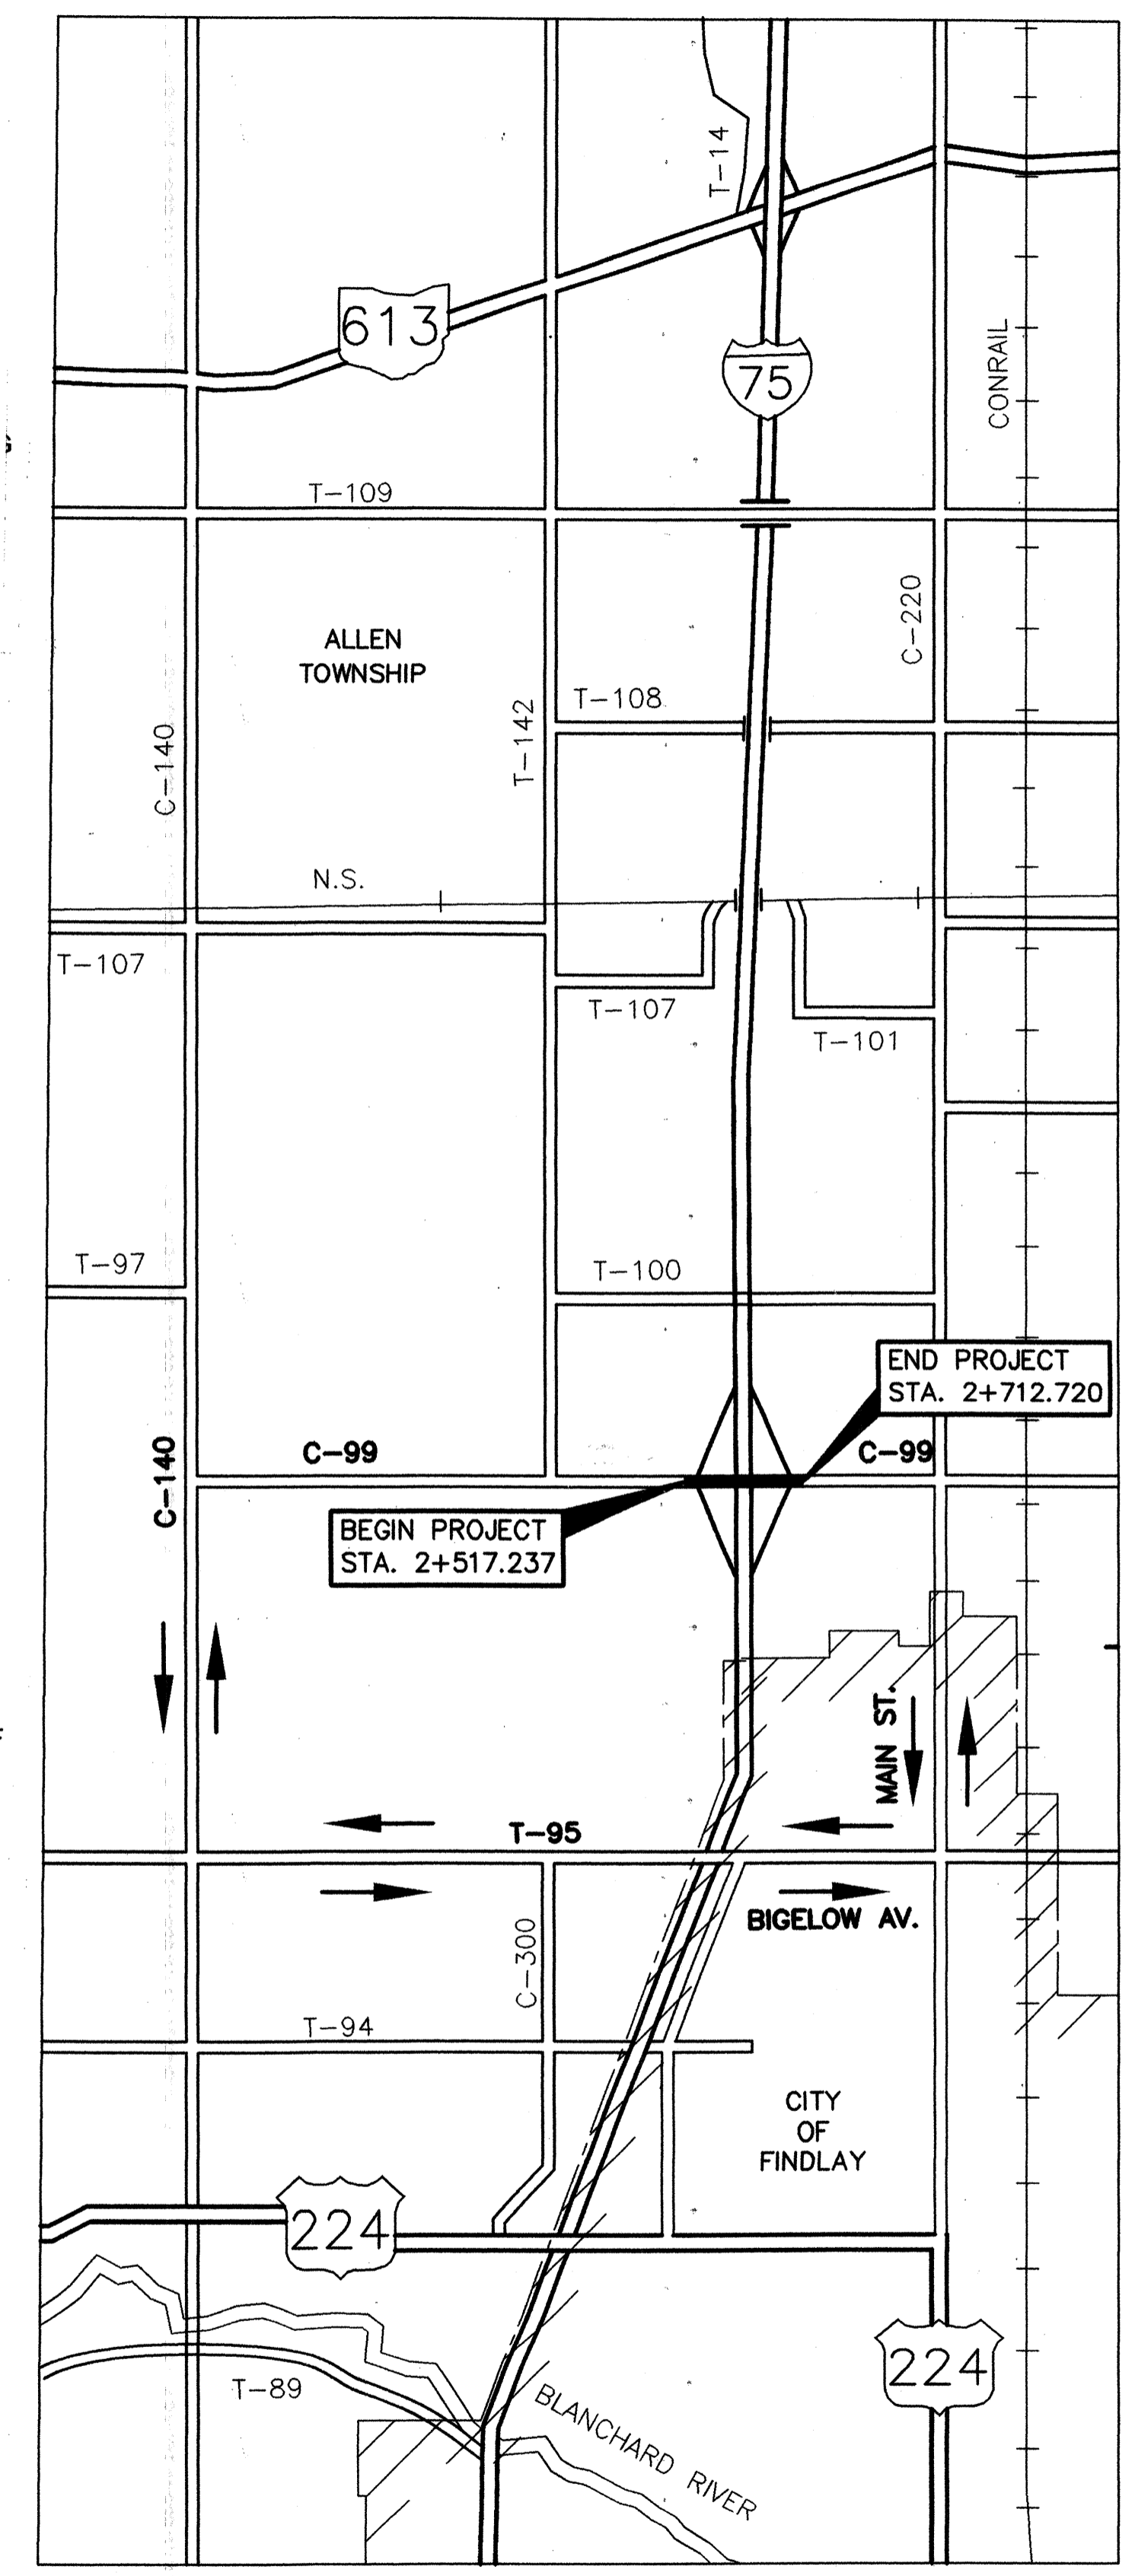 T-14
613
75
CONRAIL
T-109
C-220
ALLEN
TOWNSHIP
T-108
T-142
C-140
N.S.
T-107
T-107
T-101
T-97
T-100
END PROJECT
STA. 2+712.720
C-99
C-99
C-140
BEGIN PROJECT
STA. 2+517.237
MAIN ST.
T-95
BIGELOW AV.
C-300
T-94
CITY
OF
FINDLAY
224
224
T-89
BLANCHARD RIVER